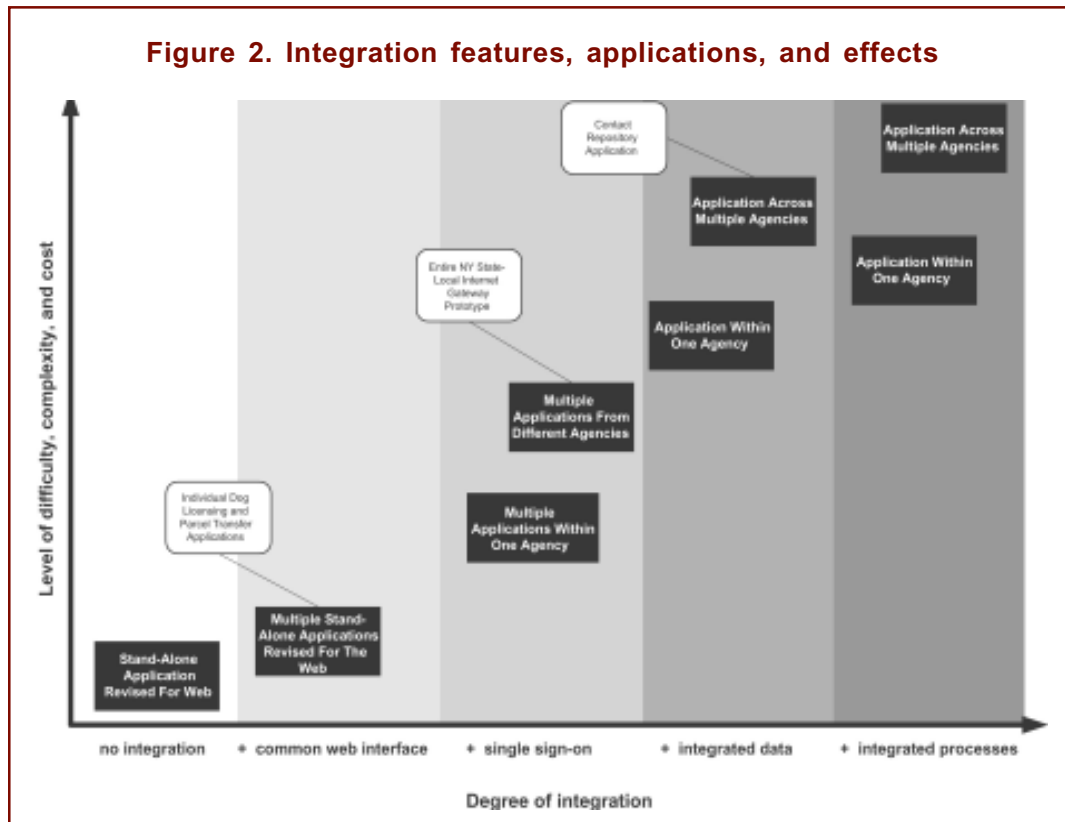 Figure 2. Integration features, applications, and effects
Level of difficulty, complexity, and cost
Contact
Repository
Application
Application Across
Multiple Agencies
Application Across
Multiple Agencies
Entire NY State-
Local Internet
Gateway
Prototype
Application Within
One Agency
Application Within
One Agency
Multiple
Applications From
Different Agencies
Individual Dog
Licensing and
Parcel Transfer
Applications
Multiple
Applications Within
One Agency
Multiple Stand-
Alone Applications
Revised For The
Web
Stand-Alone
Application
Revised For Web
no integration
+ common web interface
+ single sign-on
+ integrated data
+ integrated processes
Degree of integration